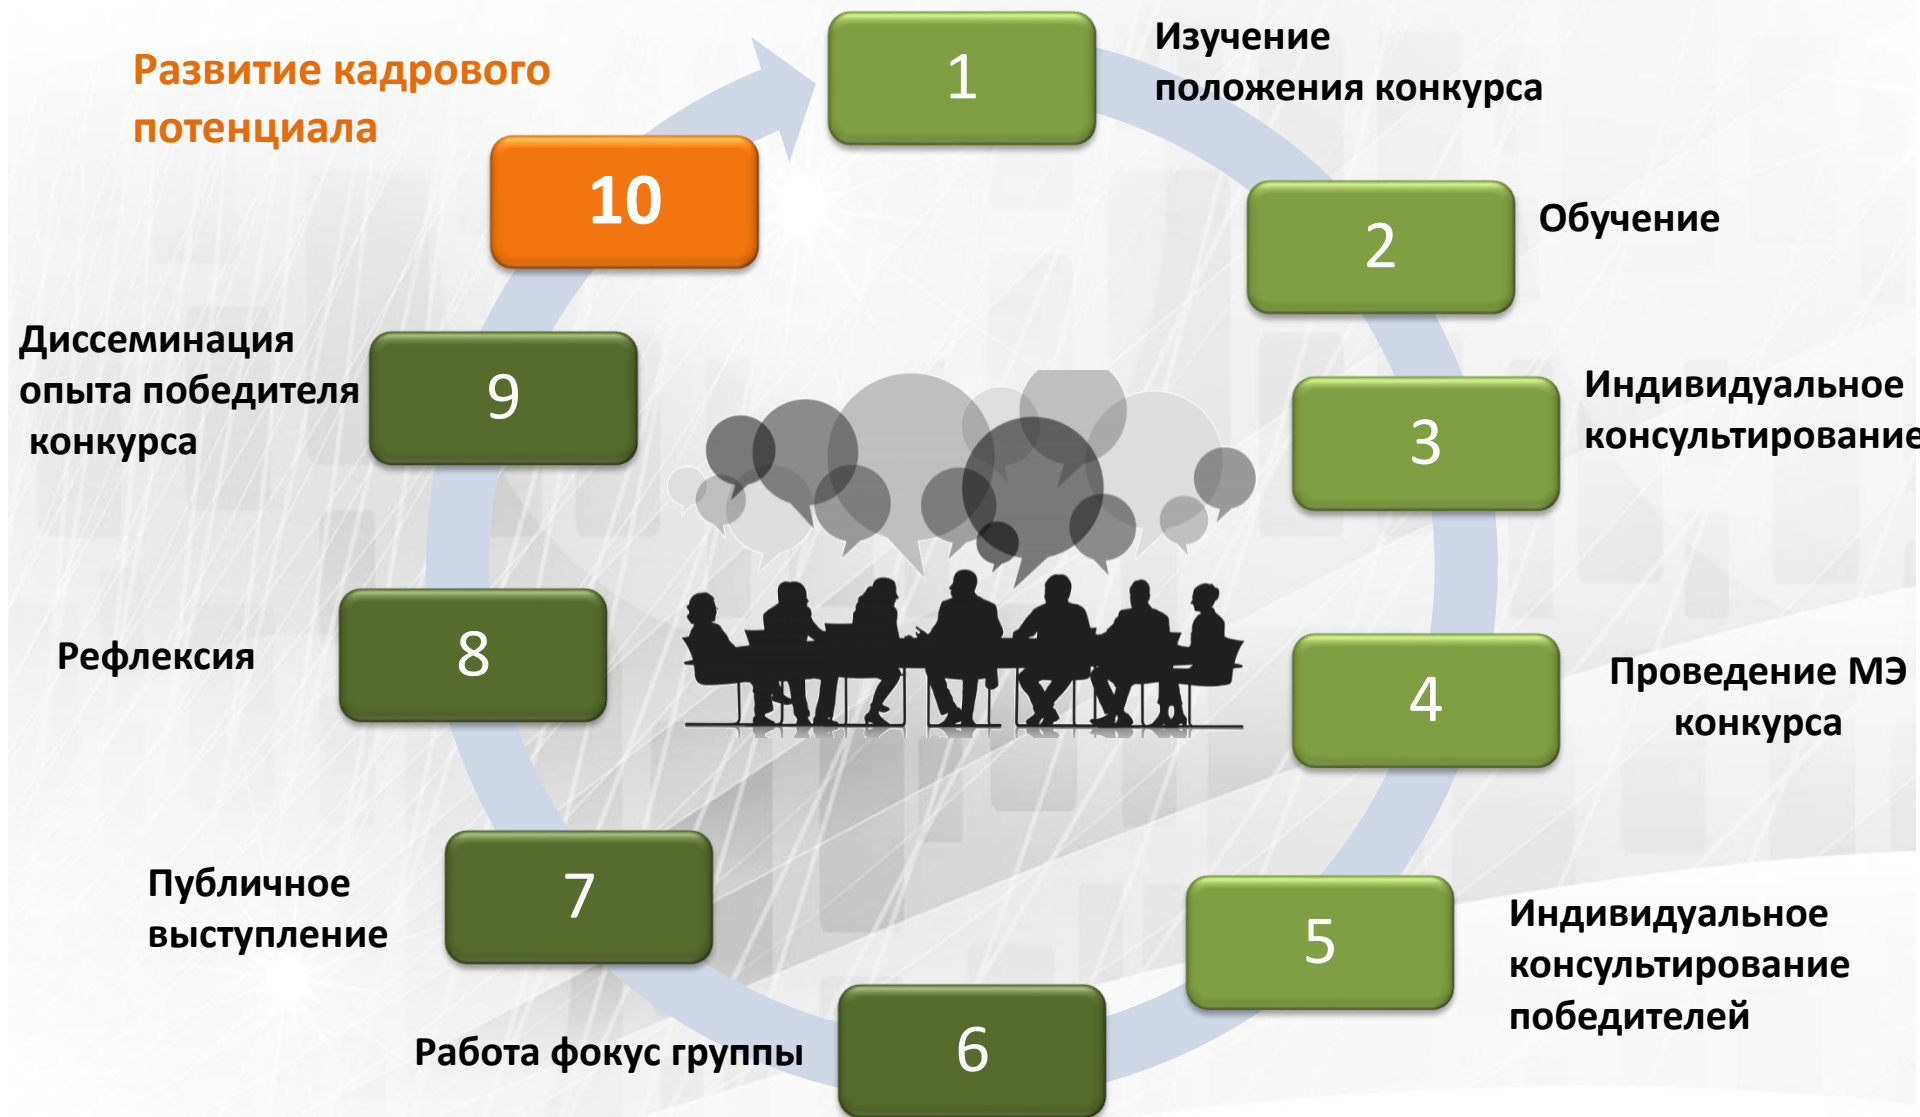 1
Изучение
положения конкурса
2
Обучение
3
Индивидуальное
консультирование
4
Проведение МЭ
конкурса
5
Индивидуальное
консультирование
победителей
6
Работа фокус группы
7
Публичное
выступление
8
Рефлексия
9
Диссеминация
опыта победителя
конкурса
10
Развитие кадрового
потенциала